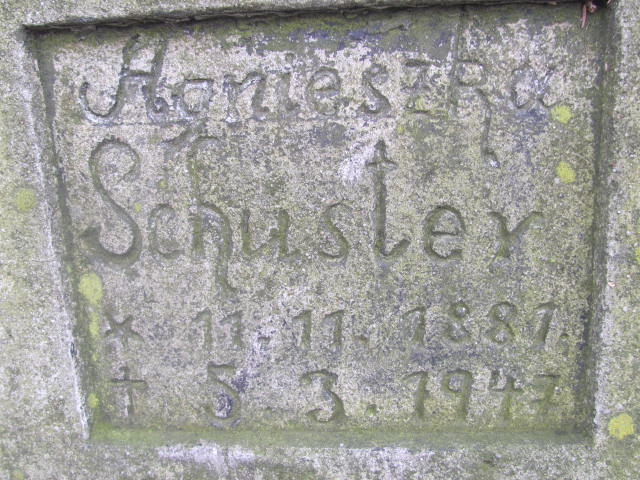 Agnieszka
Schuster
* 11. 11. 1881.
† 5. 3. 1947